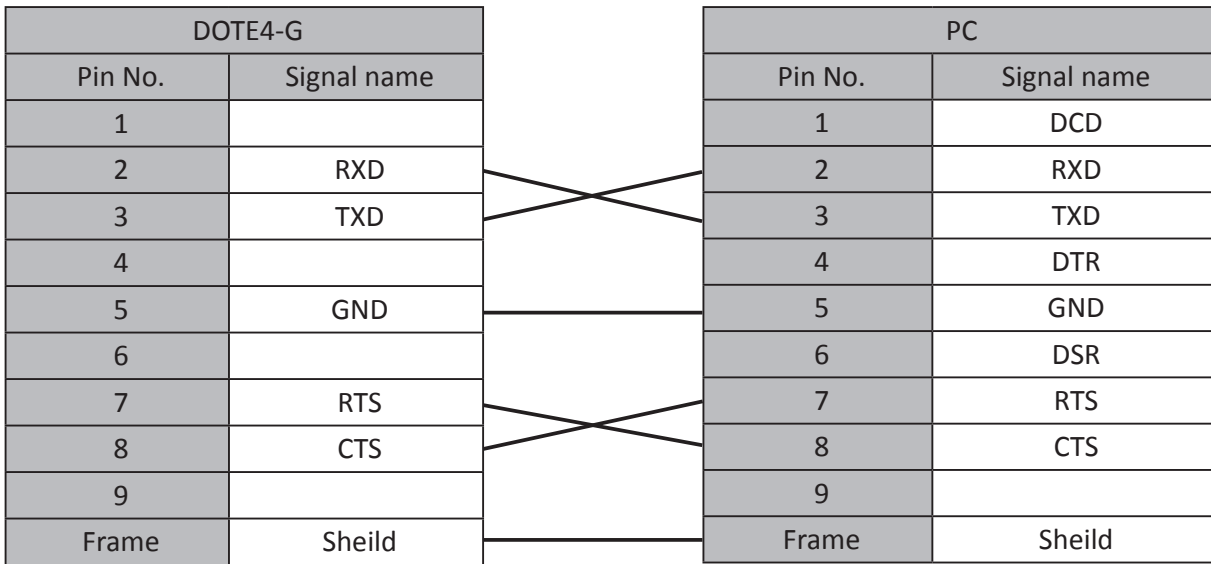 DOTE4-G PC
Pin No. Signal name Pin No. Signal name
1 1 DCD
2 RXD 2 RXD
3 TXD 3 TXD
4 4 DTR
5 GND 5 GND
6 6 DSR
7 RTS 7 RTS
8 CTS 8 CTS
9 9
Frame Sheild Frame Sheild